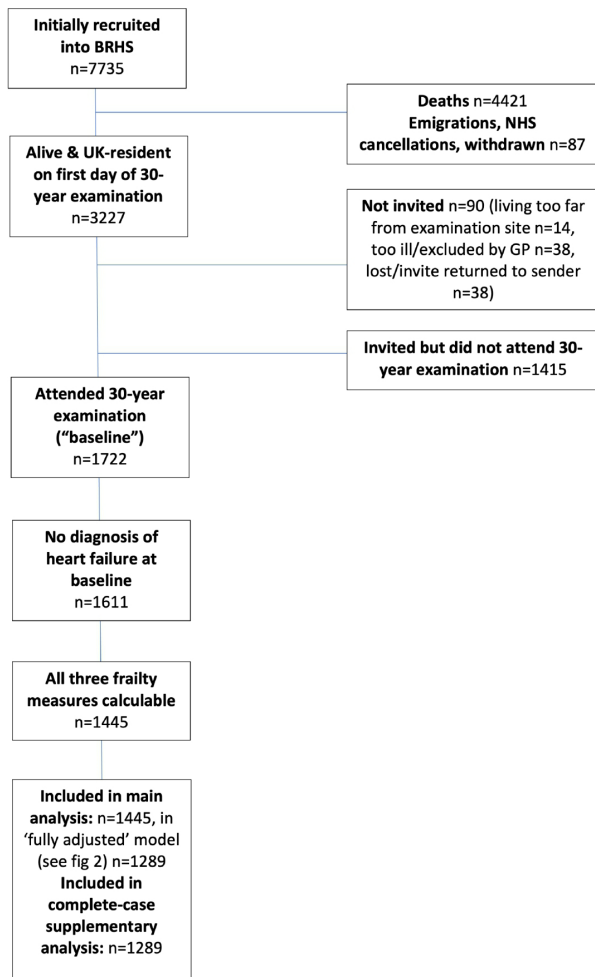 Initially recruited
into BRHS
n=7735
Deaths n=4421
Emigrations, NHS
cancellations, withdrawn n=87
Alive & UK-resident
on first day of 30-
year examination
n=3227
Not invited n=90 (living too far
from examination site n=14,
too ill/excluded by GP n=38,
lost/invite returned to sender
n=38)
Invited but did not attend 30-
year examination n=1415
Attended 30-year
examination
(“baseline”)
n=1722
No diagnosis of
heart failure at
baseline
n=1611
All three frailty
measures calculable
n=1445
Included in main
analysis: n=1445, in
‘fully adjusted’ model
(see fig 2) n=1289
Included in
complete-case
supplementary
analysis: n=1289